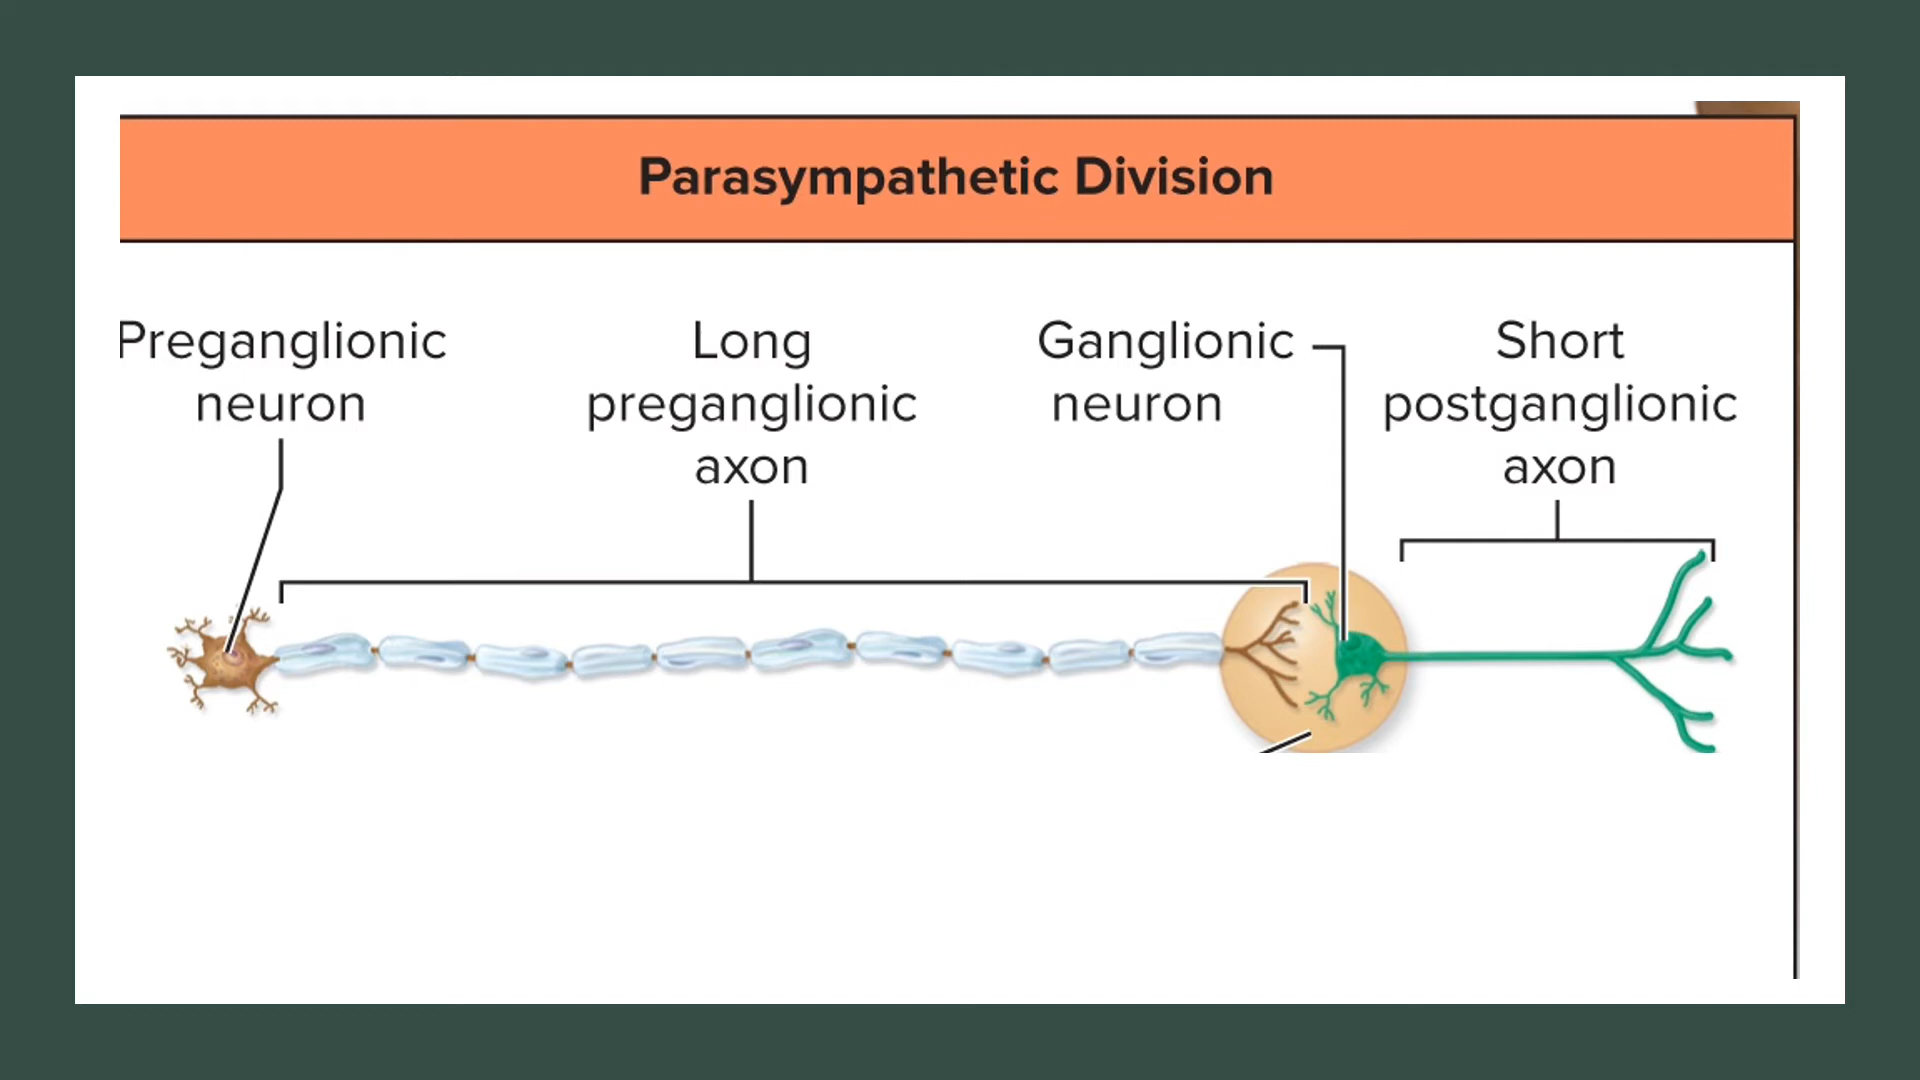 Parasympathetic Division
Preganglionic
neuron
Long
preganglionic
axon
Ganglionic
neuron
Short
postganglionic
axon